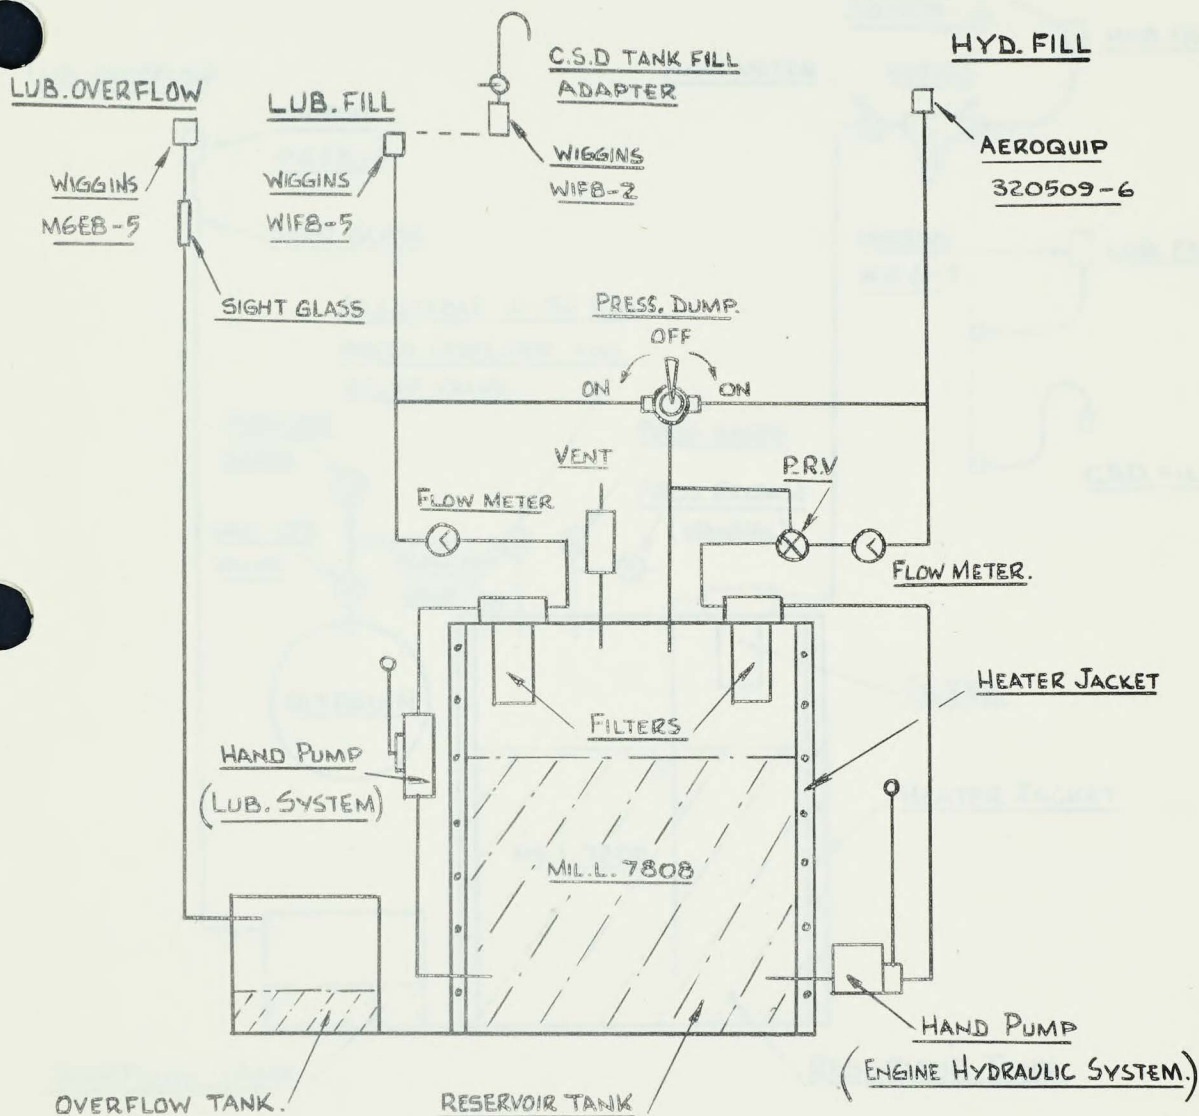 C.S.D TANK FILL
ADAPTER
HYD. FILL
LUB. OVERFLOW
LUB. FILL
WIGGINS
M6E8-5
WIGGINS
W1F8-5
WIGGINS
W1F8-2
AEROQUIP
320509-6
SIGHT GLASS
PRESS. DUMP.
OFF
ON
ON
VENT
P.R.V
FLOW METER
FLOW METER.
HEATER JACKET
FILTERS
HAND PUMP
(LUB. SYSTEM)
MIL.L. 7808
HAND PUMP
(ENGINE HYDRAULIC SYSTEM.)
OVERFLOW TANK.
RESERVOIR TANK